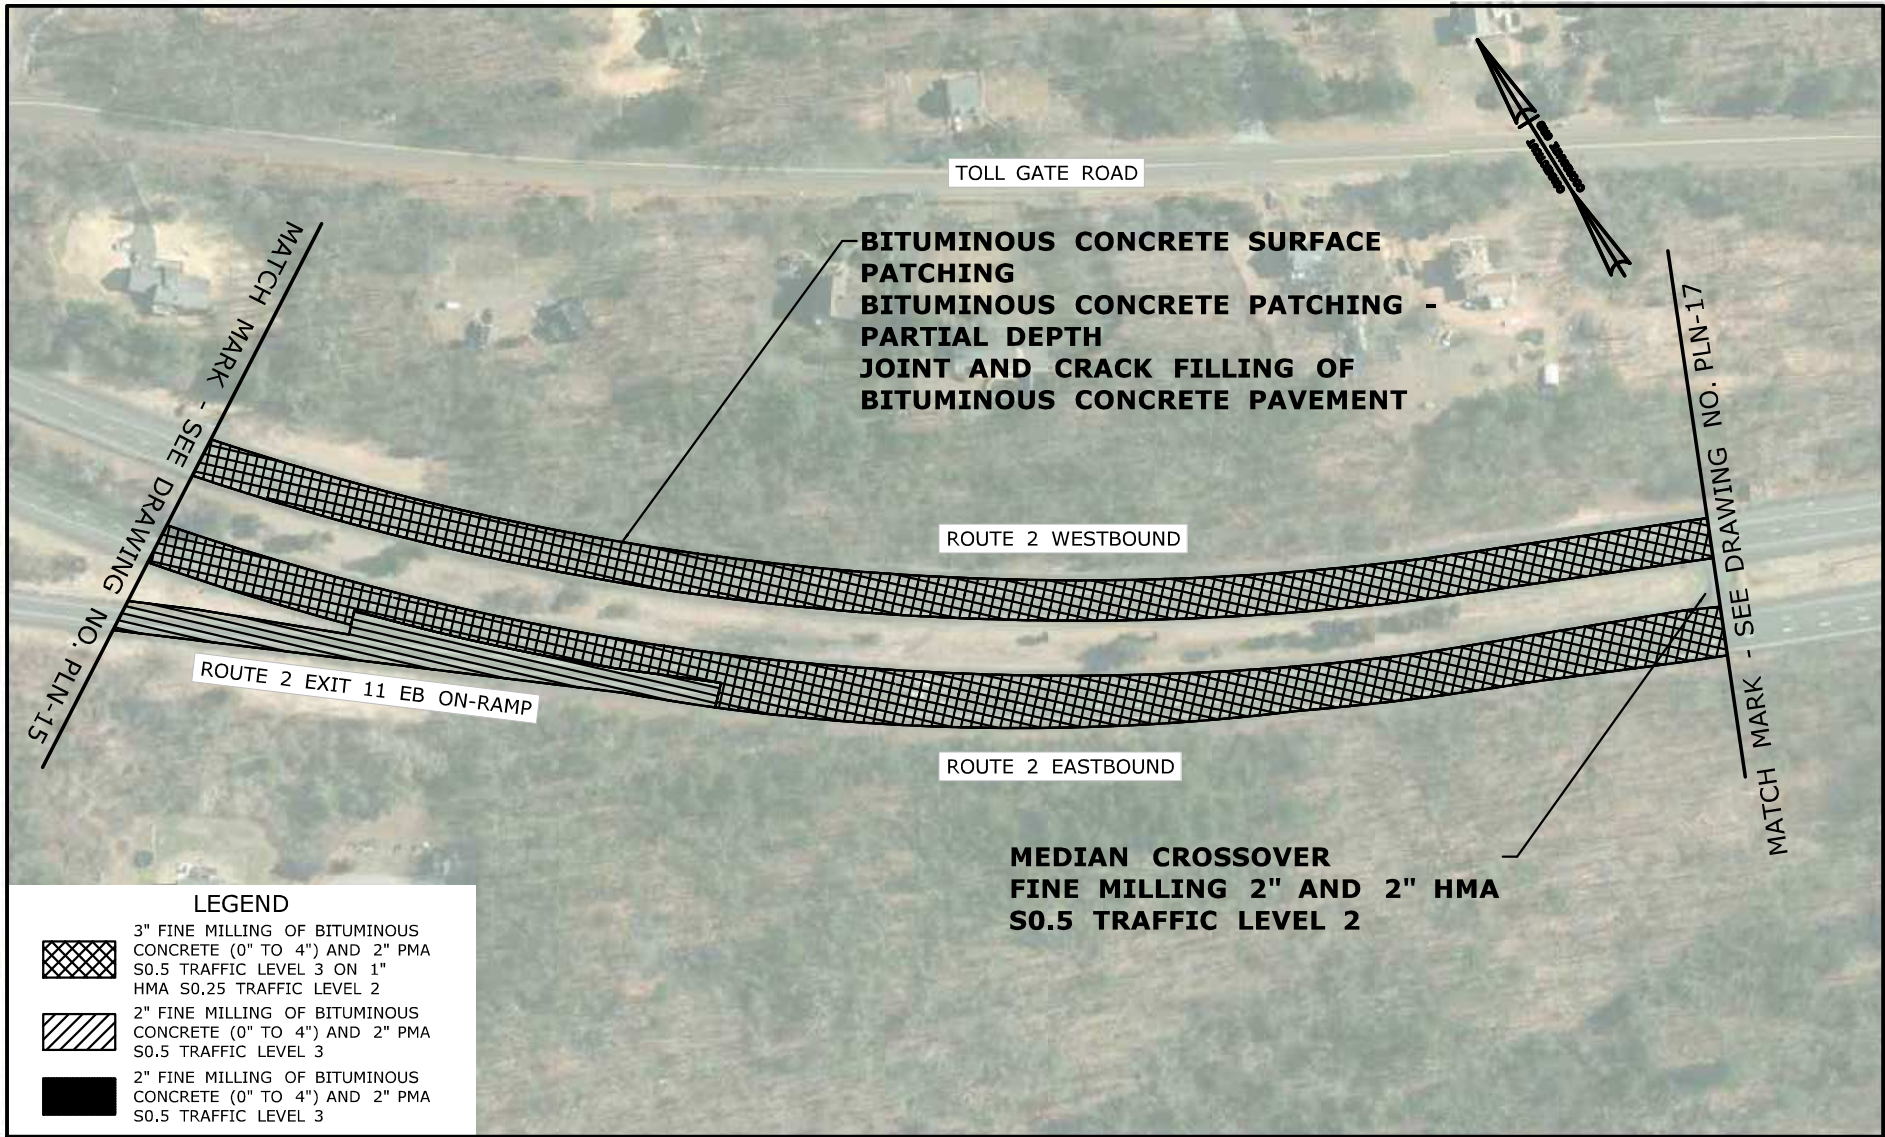 TOLL GATE ROAD
BITUMINOUS CONCRETE SURFACE
PATCHING
BITUMINOUS CONCRETE PATCHING -
PARTIAL DEPTH
JOINT AND CRACK FILLING OF
BITUMINOUS CONCRETE PAVEMENT
MATCH MARK - SEE DRAWING NO. PLN-15
MATCH MARK - SEE DRAWING NO. PLN-17
ROUTE 2 WESTBOUND
ROUTE 2 EXIT 11 EB ON-RAMP
ROUTE 2 EASTBOUND
MEDIAN CROSSOVER
FINE MILLING 2" AND 2" HMA
S0.5 TRAFFIC LEVEL 2
LEGEND
3" FINE MILLING OF BITUMINOUS
CONCRETE (0" TO 4") AND 2" PMA
S0.5 TRAFFIC LEVEL 3 ON 1"
HMA S0.25 TRAFFIC LEVEL 2
2" FINE MILLING OF BITUMINOUS
CONCRETE (0" TO 4") AND 2" PMA
S0.5 TRAFFIC LEVEL 3
2" FINE MILLING OF BITUMINOUS
CONCRETE (0" TO 4") AND 2" PMA
S0.5 TRAFFIC LEVEL 3